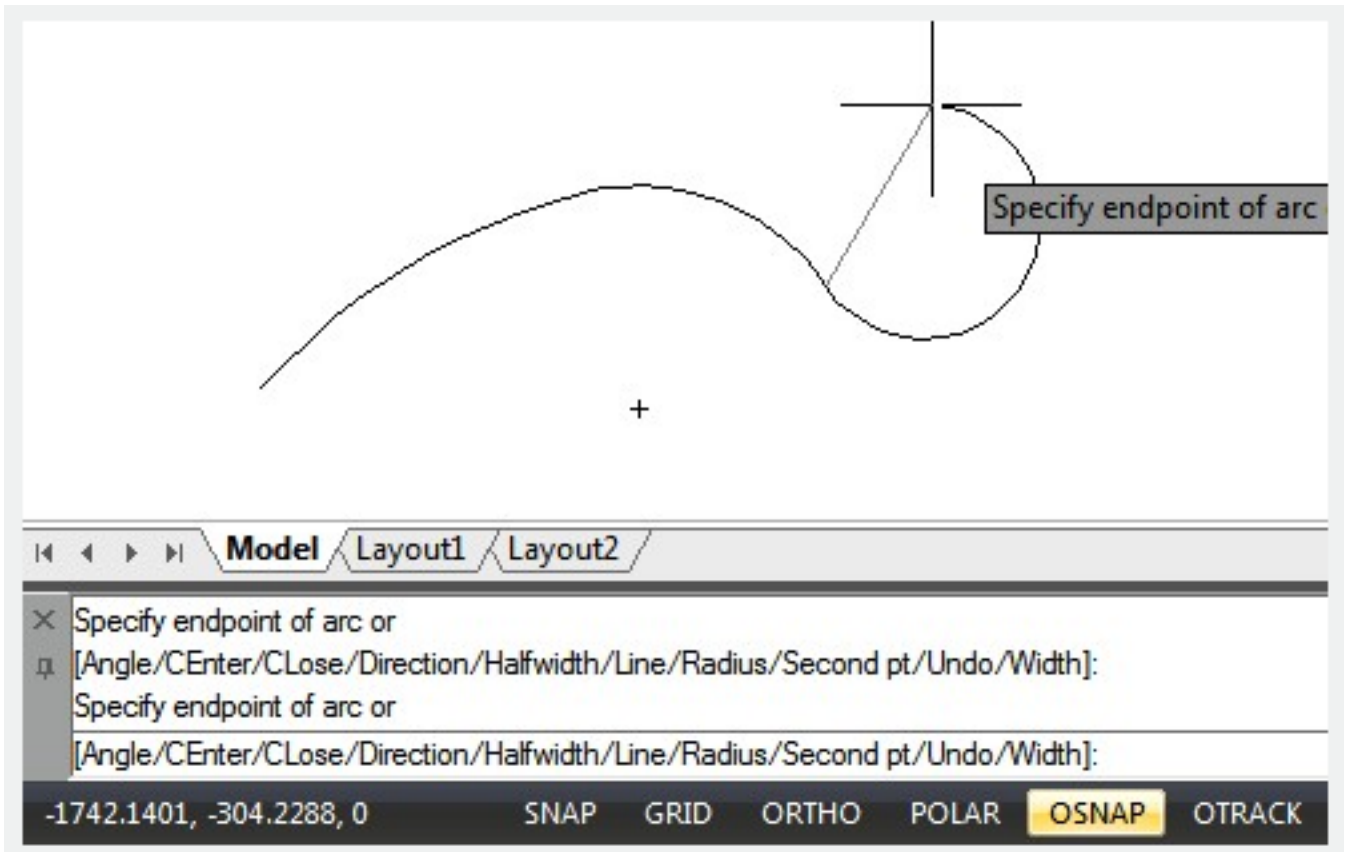 Specify endpoint of arc
Model Layout1 Layout2
Specify endpoint of arc or
[Angle/CEnter/CLose/Direction/Halfwidth/Line/Radius/Second pt/Undo/Width]:
Specify endpoint of arc or
[Angle/CEnter/CLose/Direction/Halfwidth/Line/Radius/Second pt/Undo/Width]:
-1742.1401, -304.2288, 0 SNAP GRID ORTHO POLAR OSNAP OTRACK